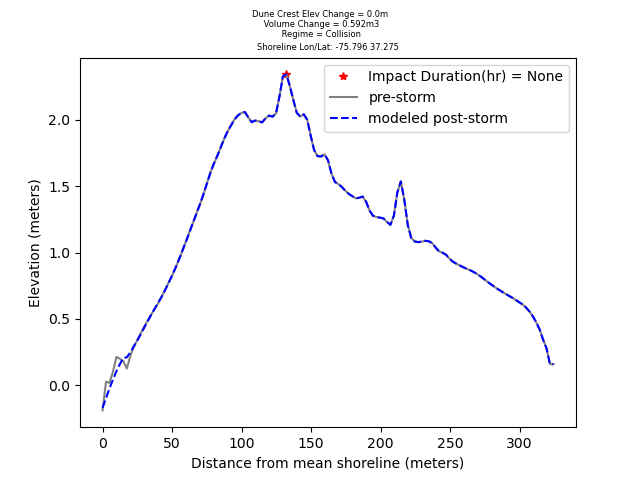 Dune Crest Elev Change = 0.0m
Volume Change = 0.592m3
Regime = Collision
Shoreline Lon/Lat: -75.796 37.275
Impact Duration(hr) = None
pre-storm
modeled post-storm
Elevation (meters)
2.0
1.5
1.0
0.5
0.0
0 50 100 150 200 250 300
Distance from mean shoreline (meters)